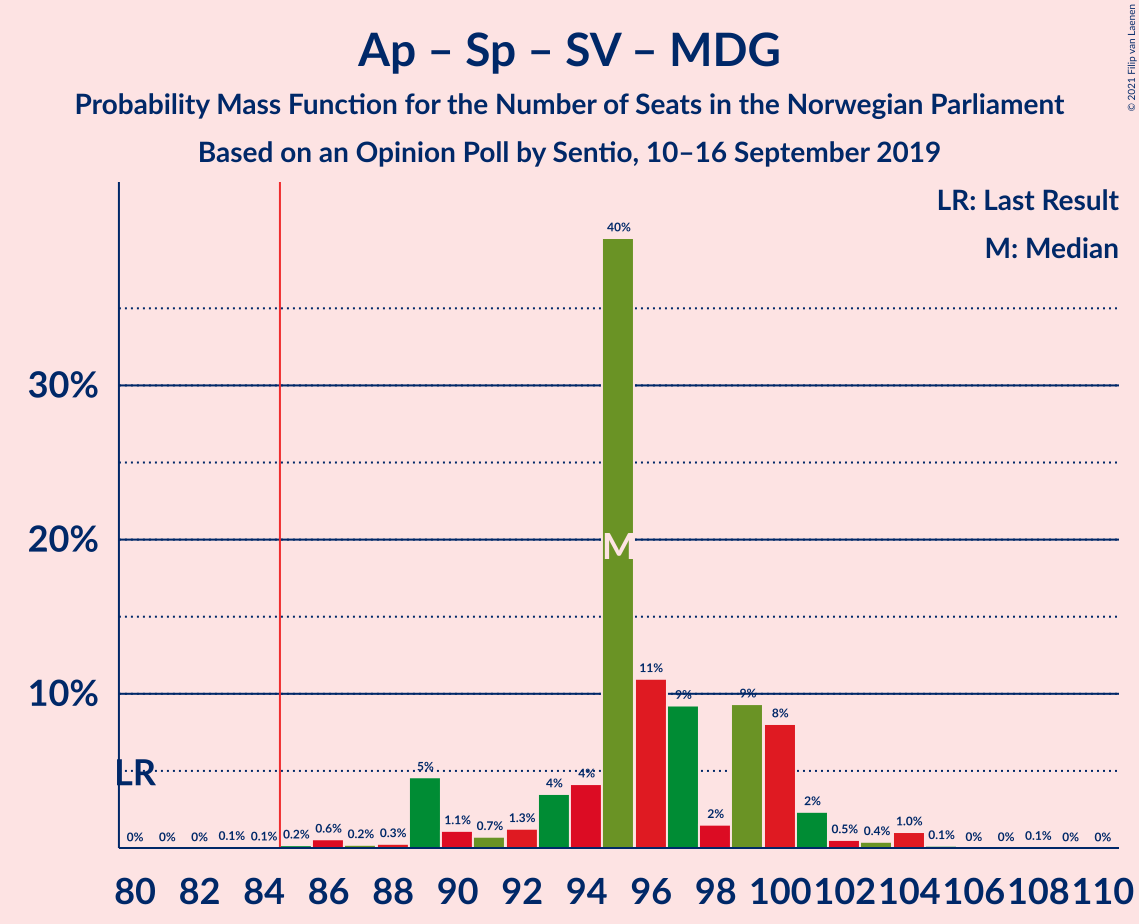 Ap – Sp – SV – MDG
Probability Mass Function for the Number of Seats in the Norwegian Parliament
Based on an Opinion Poll by Sentio, 10–16 September 2019
© 2021 Filip van Laenen
LR: Last Result
M: Median
40%
30%
20%
M
11%
10%
9%
9%
8%
LR
5%
4%
4%
2%
2%
0% 0% 0% 0.1% 0.1% 0.2% 0.6% 0.2% 0.3% 1.1% 0.7% 1.3% 0.5% 0.4% 1.0% 0.1% 0% 0% 0.1% 0% 0%
80 82 84 86 88 90 92 94 96 98 100 102 104 106 108 110